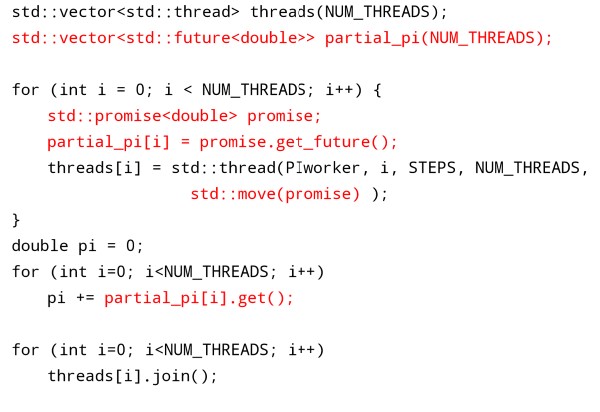 std::vector<std::thread> threads(NUM_THREADS);
std::vector<std::future<double>> partial_pi(NUM_THREADS);
for (int i = 0; i < NUM_THREADS; i++) {
std::promise<double> promise;
partial_pi[i] = promise.get_future();
threads[i] = std::thread(PIworker, i, STEPS, NUM_THREADS,
std::move(promise) );
}
double pi = 0;
for (int i=0; i<NUM_THREADS; i++)
pi += partial_pi[i].get();
for (int i=0; i<NUM_THREADS; i++)
threads[i].join();